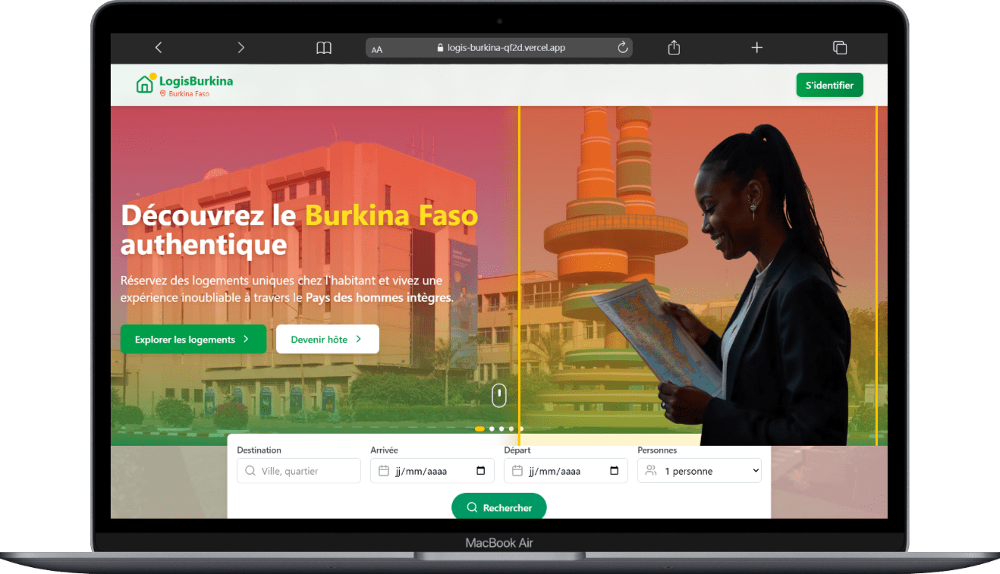 AA
logis-burkina-qf2d.vercel.app
LogisBurkina
Burkina Faso
S'identifier
Découvrez le Burkina Faso
authentique
Réservez des logements uniques chez l'habitant et vivez une
expérience inoubliable à travers le Pays des hommes intègres.
Explorer les logements
Devenir hôte
Destination
Arrivée
Départ
Personnes
Ville, quartier
jj/mm/aaaa
jj/mm/aaaa
1 personne
Rechercher
MacBook Air